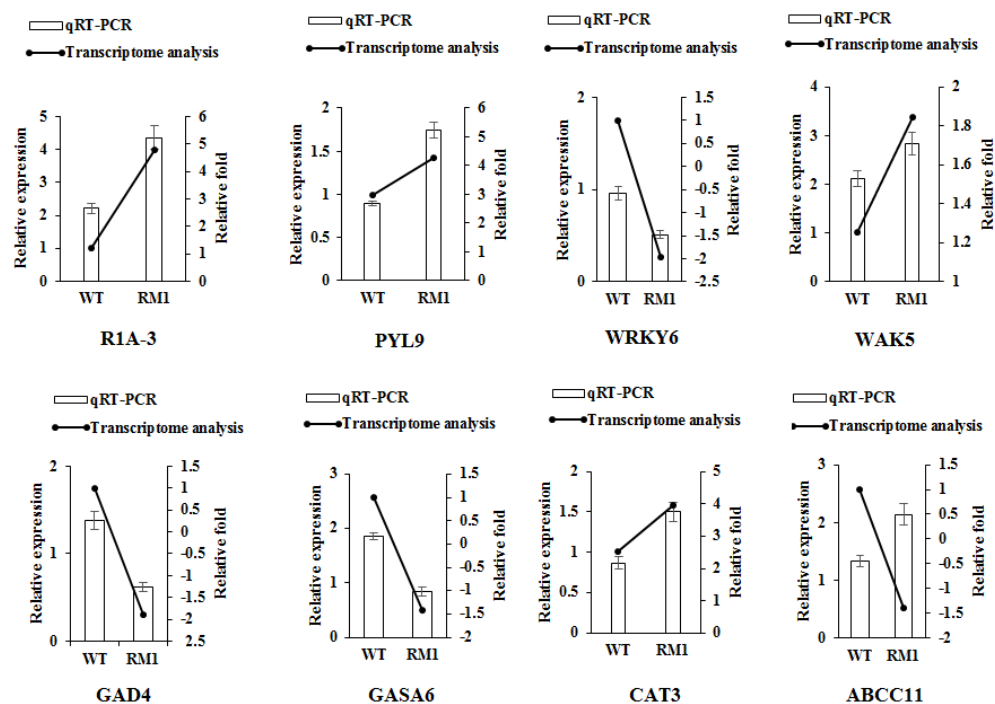 qRT-PCR
Transcriptome analysis
Relative expression
5
4
3
2
1
0
6
5
4
3
2
1
0
Relative fold
WT RM1
R1A-3
qRT-PCR
Transcriptome analysis
Relative expression
2
1.5
1
0.5
0
6
5
4
3
2
1
0
Relative fold
WT RM1
PYL9
qRT-PCR
Transcriptome analysis
Relative expression
2
1
0
1.5
1
0.5
0
-0.5
-1
-1.5
-2
-2.5
Relative fold
WT RM1
WRKY6
qRT-PCR
Transcriptome analysis
Relative expression
4
3
2
1
0
2
1.8
1.6
1.4
1.2
1
Relative fold
WT RM1
WAK5
qRT-PCR
Transcriptome analysis
Relative expression
2
1
0
1.5
1
0.5
0
-0.5
-1
-1.5
-2
2.5
Relative fold
WT RM1
GAD4
qRT-PCR
Transcriptome analysis
Relative expression
3
2
1
0
1.5
1
0.5
0
-0.5
-1
-1.5
-2
Relative fold
WT RM1
GASA6
qRT-PCR
Transcriptome analysis
Relative expression
2
1.5
1
0.5
0
5
4
3
2
1
0
Relative fold
WT RM1
CAT3
qRT-PCR
Transcriptome analysis
Relative expression
3
2
1
0
1.5
1
0.5
0
-0.5
-1
-1.5
-2
Relative fold
WT RM1
ABCC11